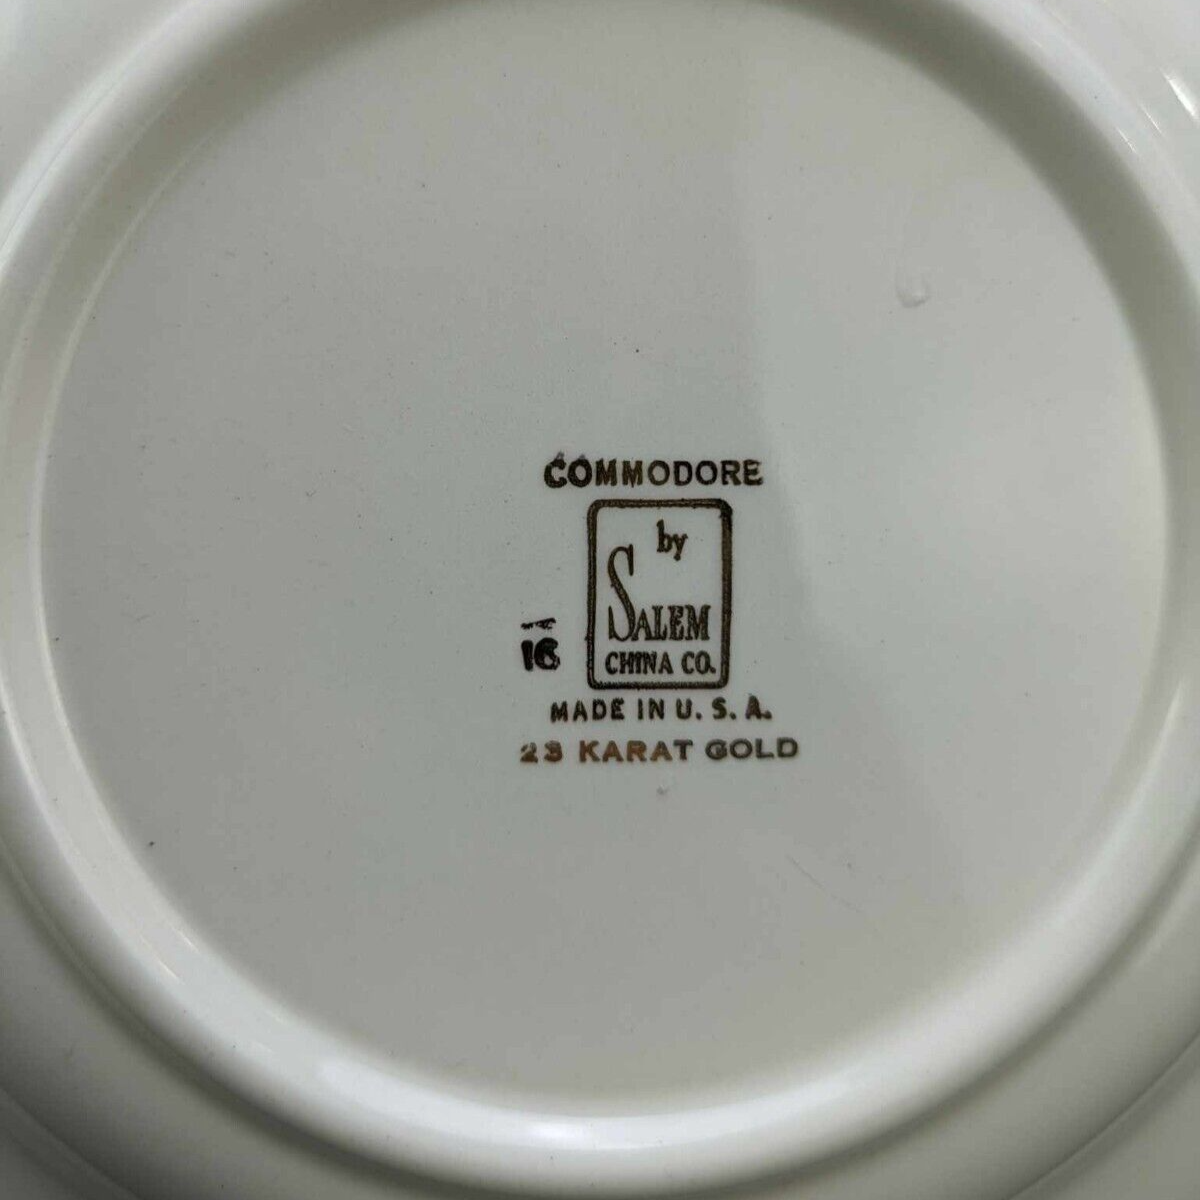 COMMODORE
by
SALEM
CHINA CO.
16
MADE IN U. S. A.
23 KARAT GOLD